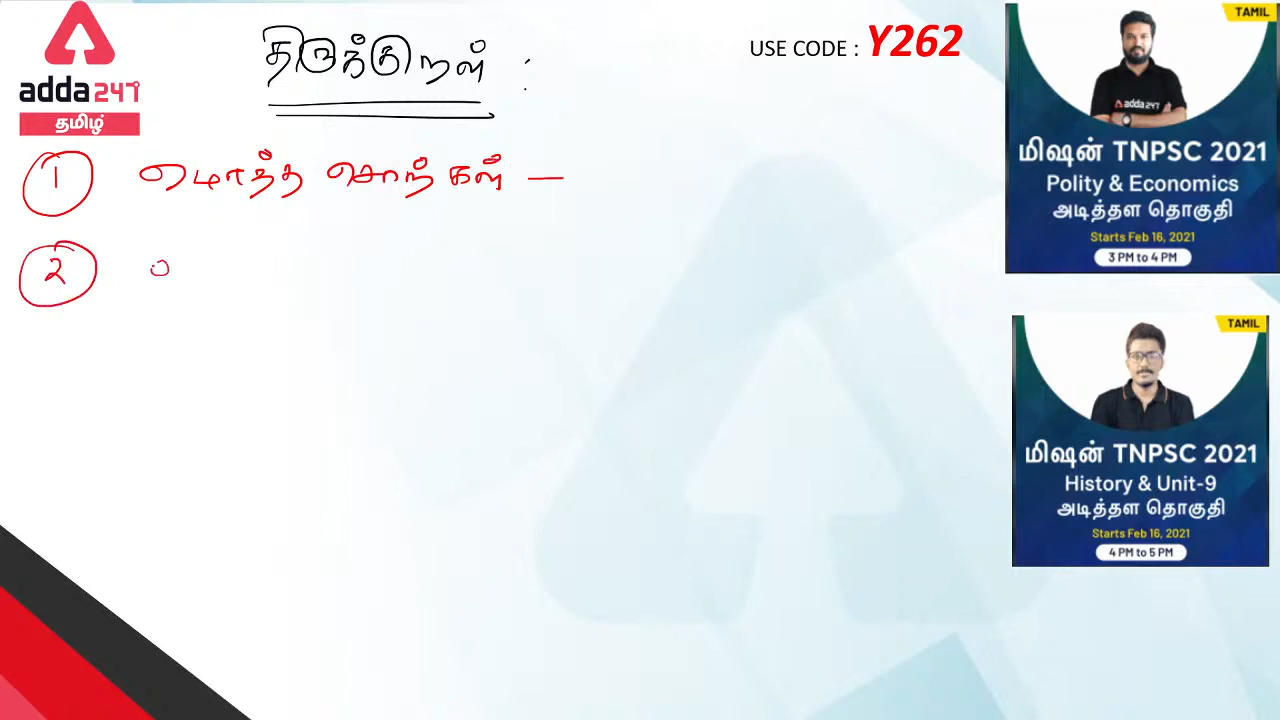 திருக்குறள் :
USE CODE : Y262
adda247
தமிழ்
1 மொத்த சொற்கள் —
2
TAMIL
adda247
மிஷன் TNPSC 2021
Polity & Economics
அடித்தள தொகுதி
Starts Feb 16, 2021
3 PM to 4 PM
TAMIL
மிஷன் TNPSC 2021
History & Unit-9
அடித்தள தொகுதி
Starts Feb 16, 2021
4 PM to 5 PM